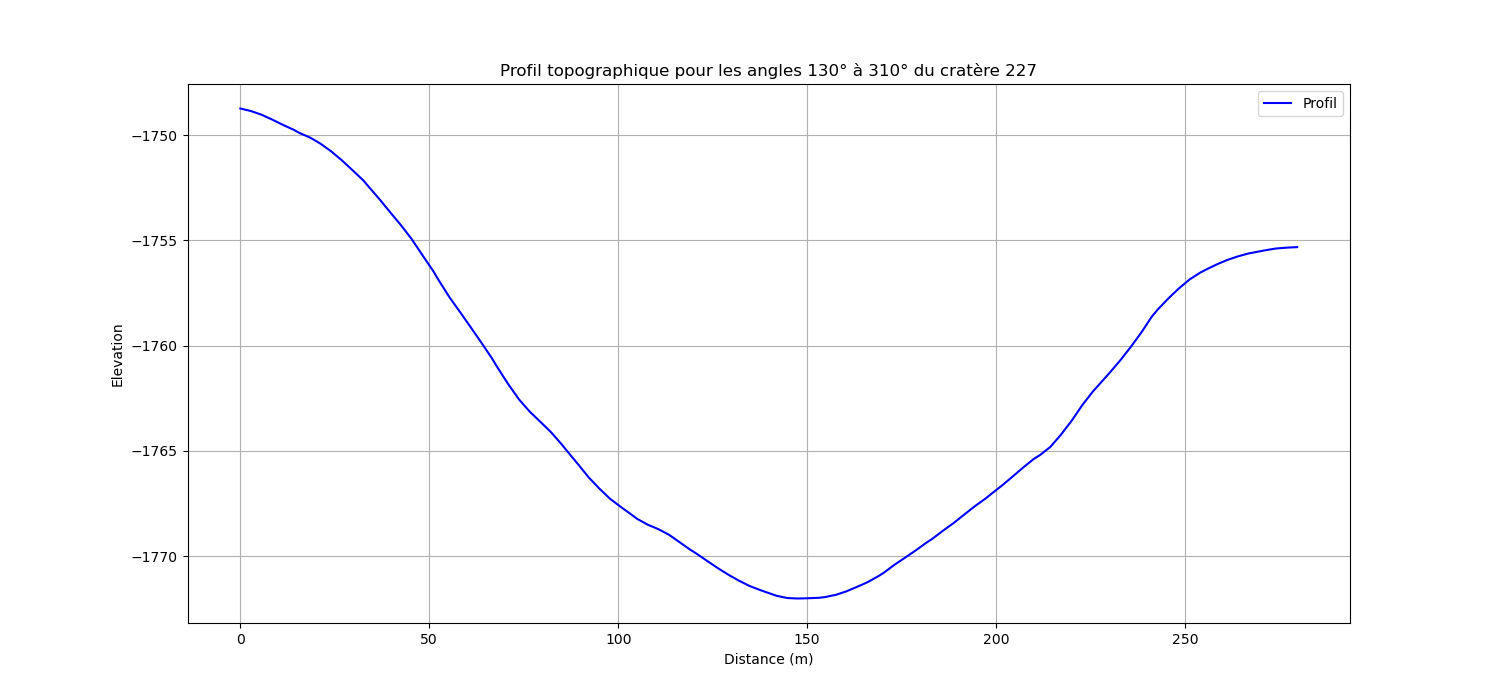 Profil topographique pour les angles 130° à 310° du cratère 227
Profil
−1750
−1755
−1760
−1765
−1770
Elevation
0 50 100 150 200 250
Distance (m)